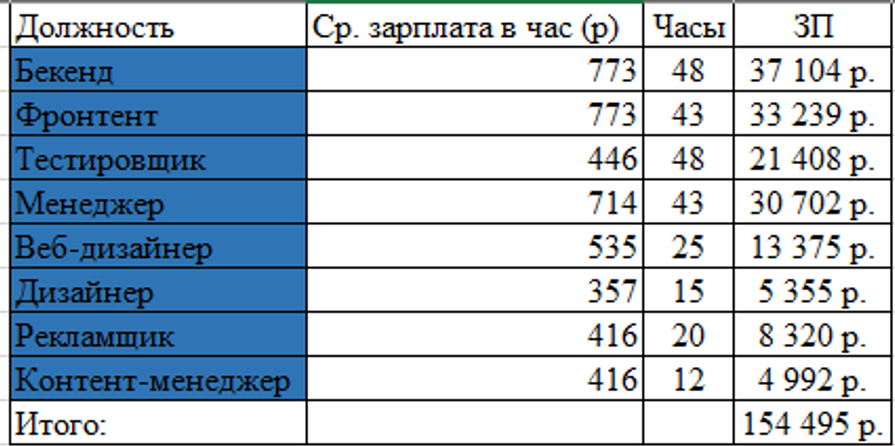 Должность Ср. зарплата в час (р) Часы ЗП
Бекенд 773 48 37 104 р.
Фронтент 773 43 33 239 р.
Тестировщик 446 48 21 408 р.
Менеджер 714 43 30 702 р.
Веб-дизайнер 535 25 13 375 р.
Дизайнер 357 15 5 355 р.
Рекламщик 416 20 8 320 р.
Контент-менеджер 416 12 4 992 р.
Итого: 154 495 р.